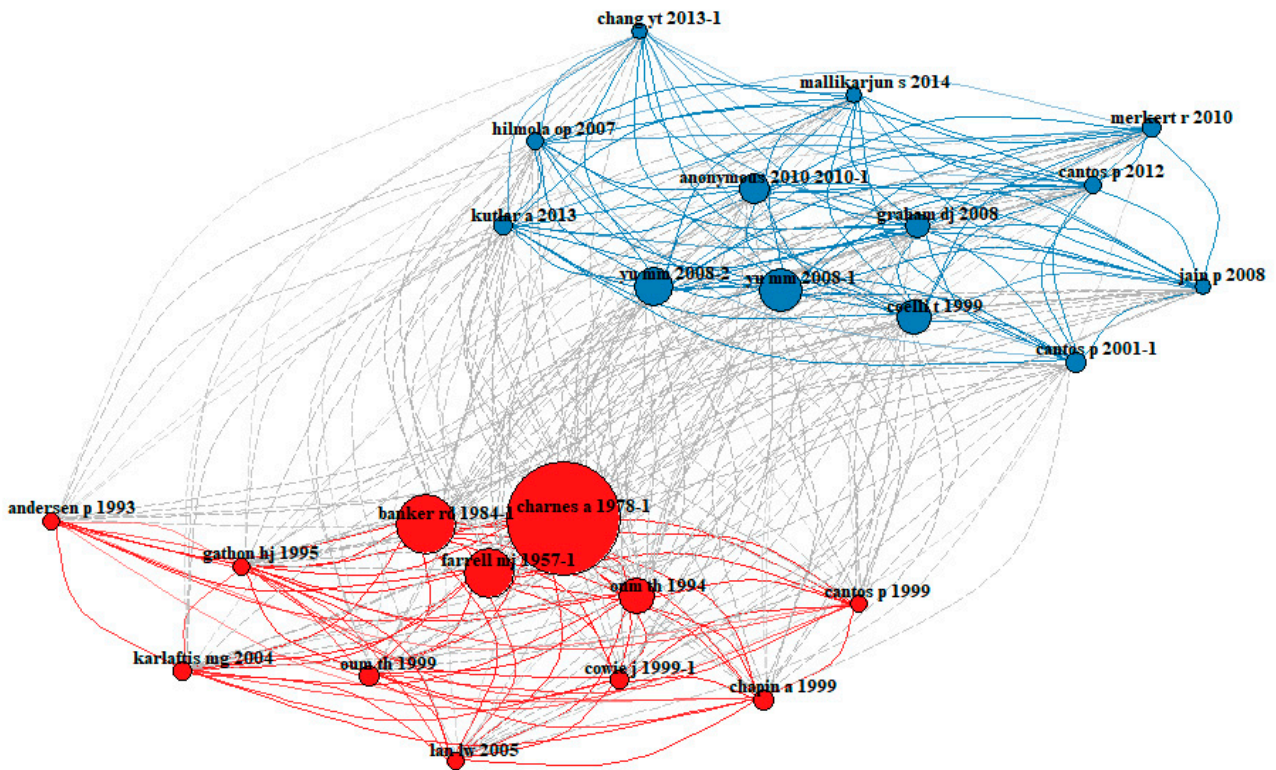 chang yt 2013-1
mallikarjun s 2014
merkert r 2010
hilmola op 2007
cantos p 2012
anonymous 2010 2010-1
kutlar a 2013
graham dj 2008
yu mm 2008-2
yu mm 2008-1
jain p 2008
coelli t 1999
cantos p 2001-1
andersen p 1993
banker rd 1984-1
charnes a 1978-1
gathon hj 1995
farrell mj 1957-1
oum th 1994
cantos p 1999
karlaftis mg 2004
oum th 1999
cowie j 1999-1
chapin a 1999
lan lw 2005